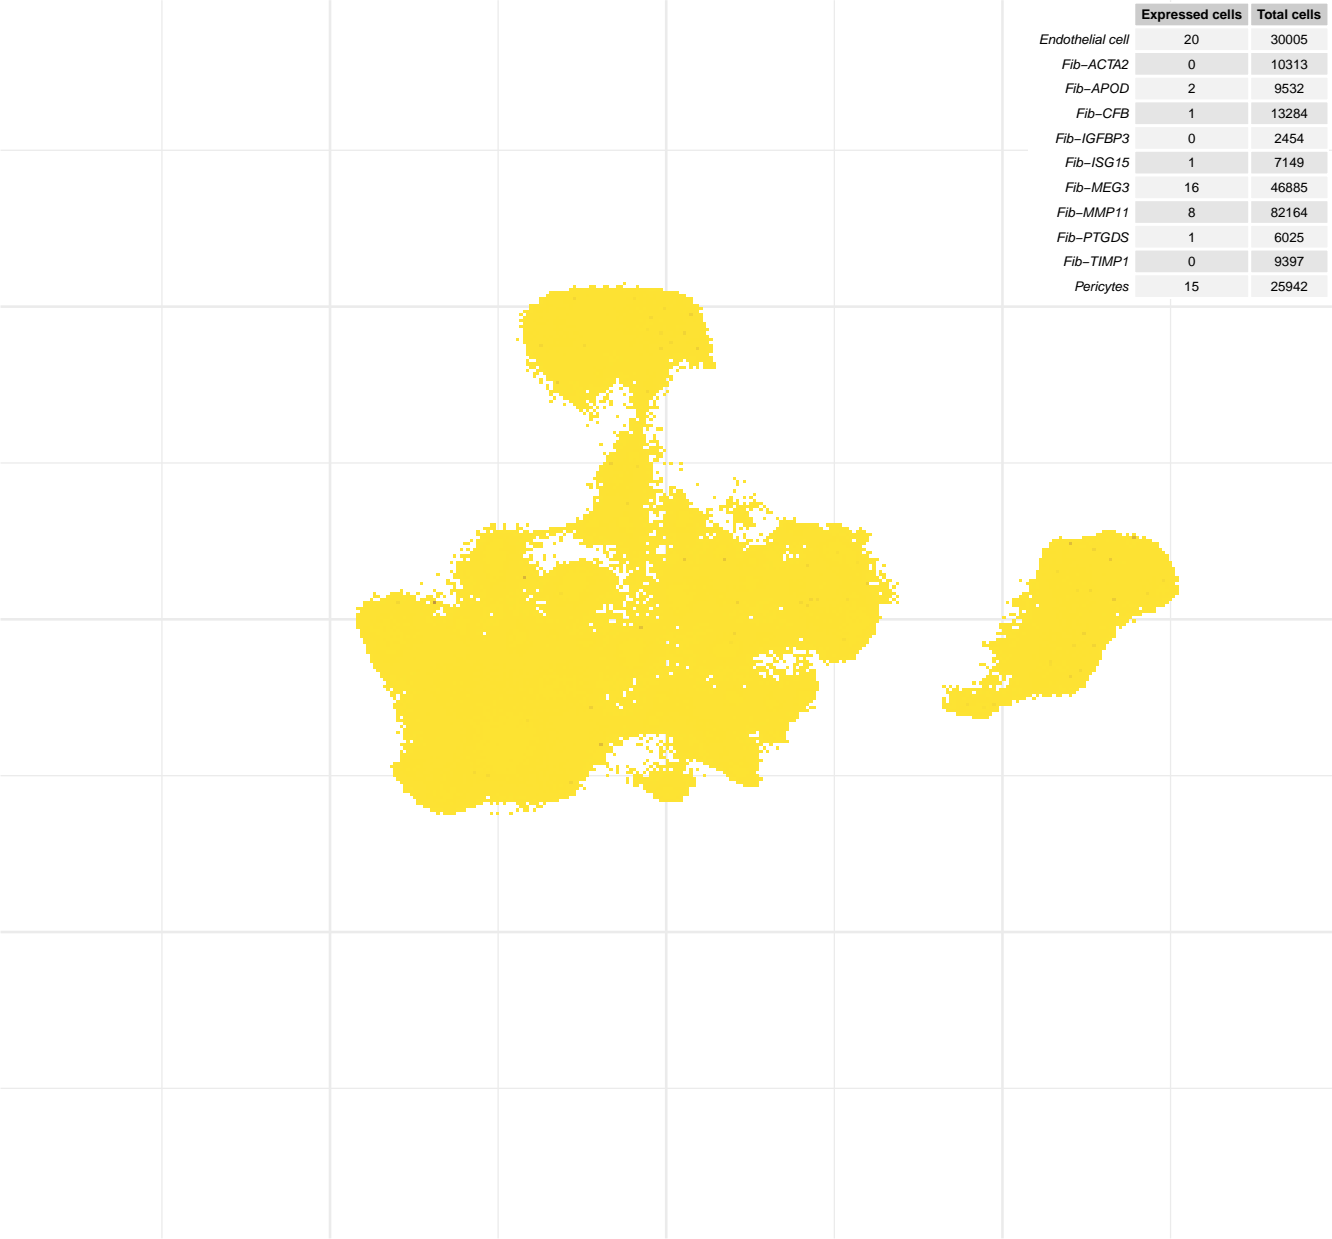 Expressed cells Total cells
Endothelial cell 20 30005
Fib−ACTA2 0 10313
Fib−APOD 2 9532
Fib−CFB 1 13284
Fib−IGFBP3 0 2454
Fib−ISG15 1 7149
Fib−MEG3 16 46885
Fib−MMP11 8 82164
Fib−PTGDS 1 6025
Fib−TIMP1 0 9397
Pericytes 15 25942